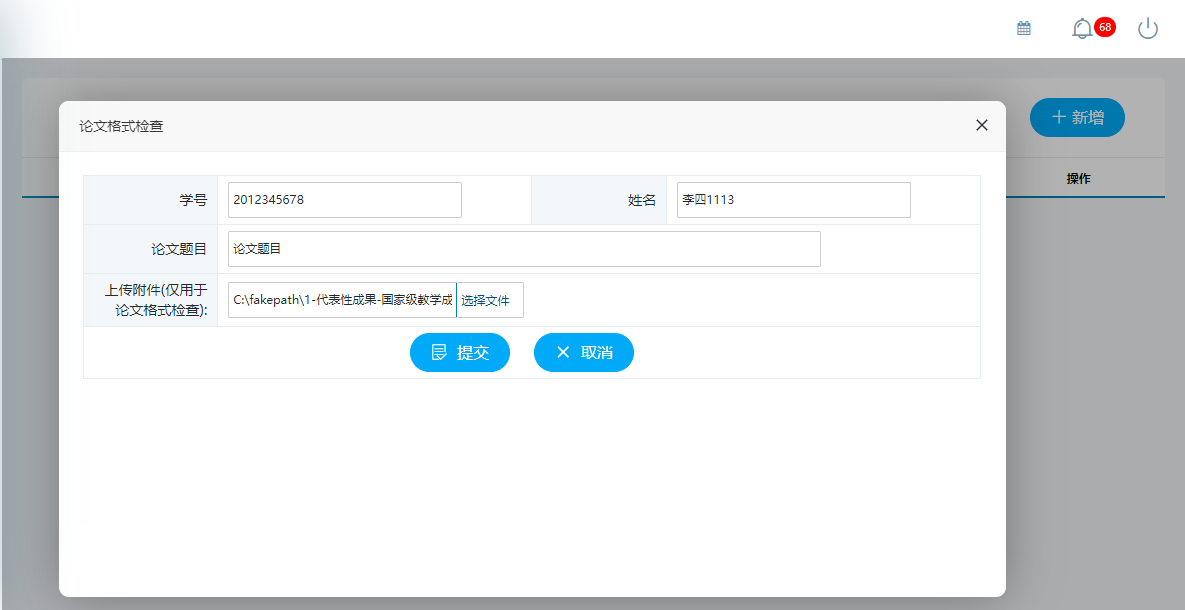 68
论文格式检查
新增
操作
学号
2012345678
姓名
李四1113
论文题目
论文题目
上传附件(仅用于
论文格式检查):
C:\fakepath\1-代表性成果-国家级教学成
选择文件
提交
取消